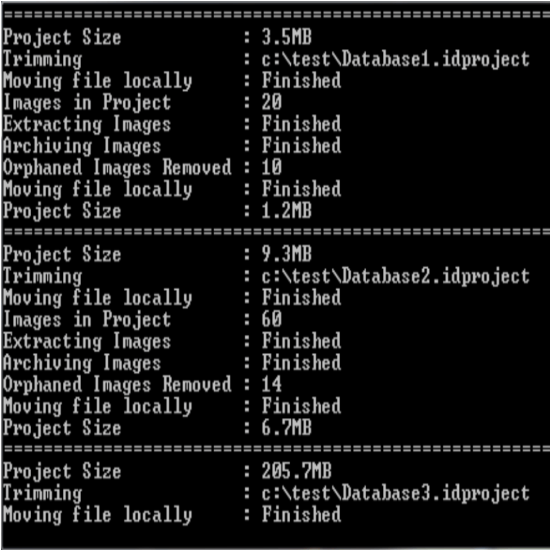 ====================================================
Project Size : 3.5MB
Trimming : c:\test\Database1.idproject
Moving file locally : Finished
Images in Project : 20
Extracting Images : Finished
Archiving Images : Finished
Orphaned Images Removed : 10
Moving file locally : Finished
Project Size : 1.2MB
====================================================
Project Size : 9.3MB
Trimming : c:\test\Database2.idproject
Moving file locally : Finished
Images in Project : 60
Extracting Images : Finished
Archiving Images : Finished
Orphaned Images Removed : 14
Moving file locally : Finished
Project Size : 6.7MB
====================================================
Project Size : 205.7MB
Trimming : c:\test\Database3.idproject
Moving file locally : Finished